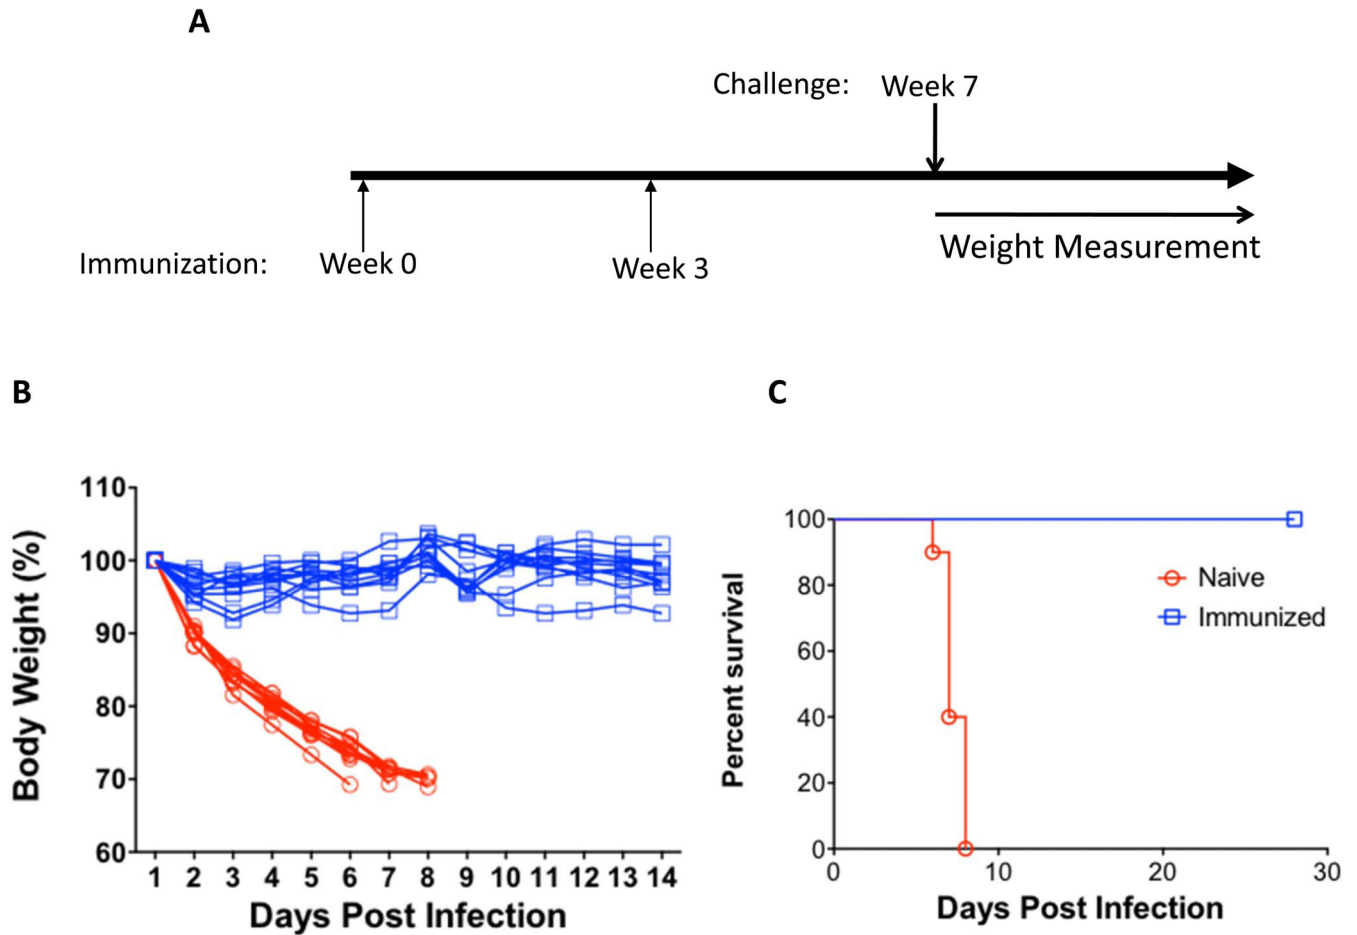 A
Challenge: Week 7
Immunization: Week 0 Week 3
Weight Measurement
B
C
110
100
90
80
70
60
Body Weight (%)
1 2 3 4 5 6 7 8 9 10 11 12 13 14
Days Post Infection
100
80
60
40
20
0
Percent survival
Naive
Immunized
0 10 20 30
Days Post Infection